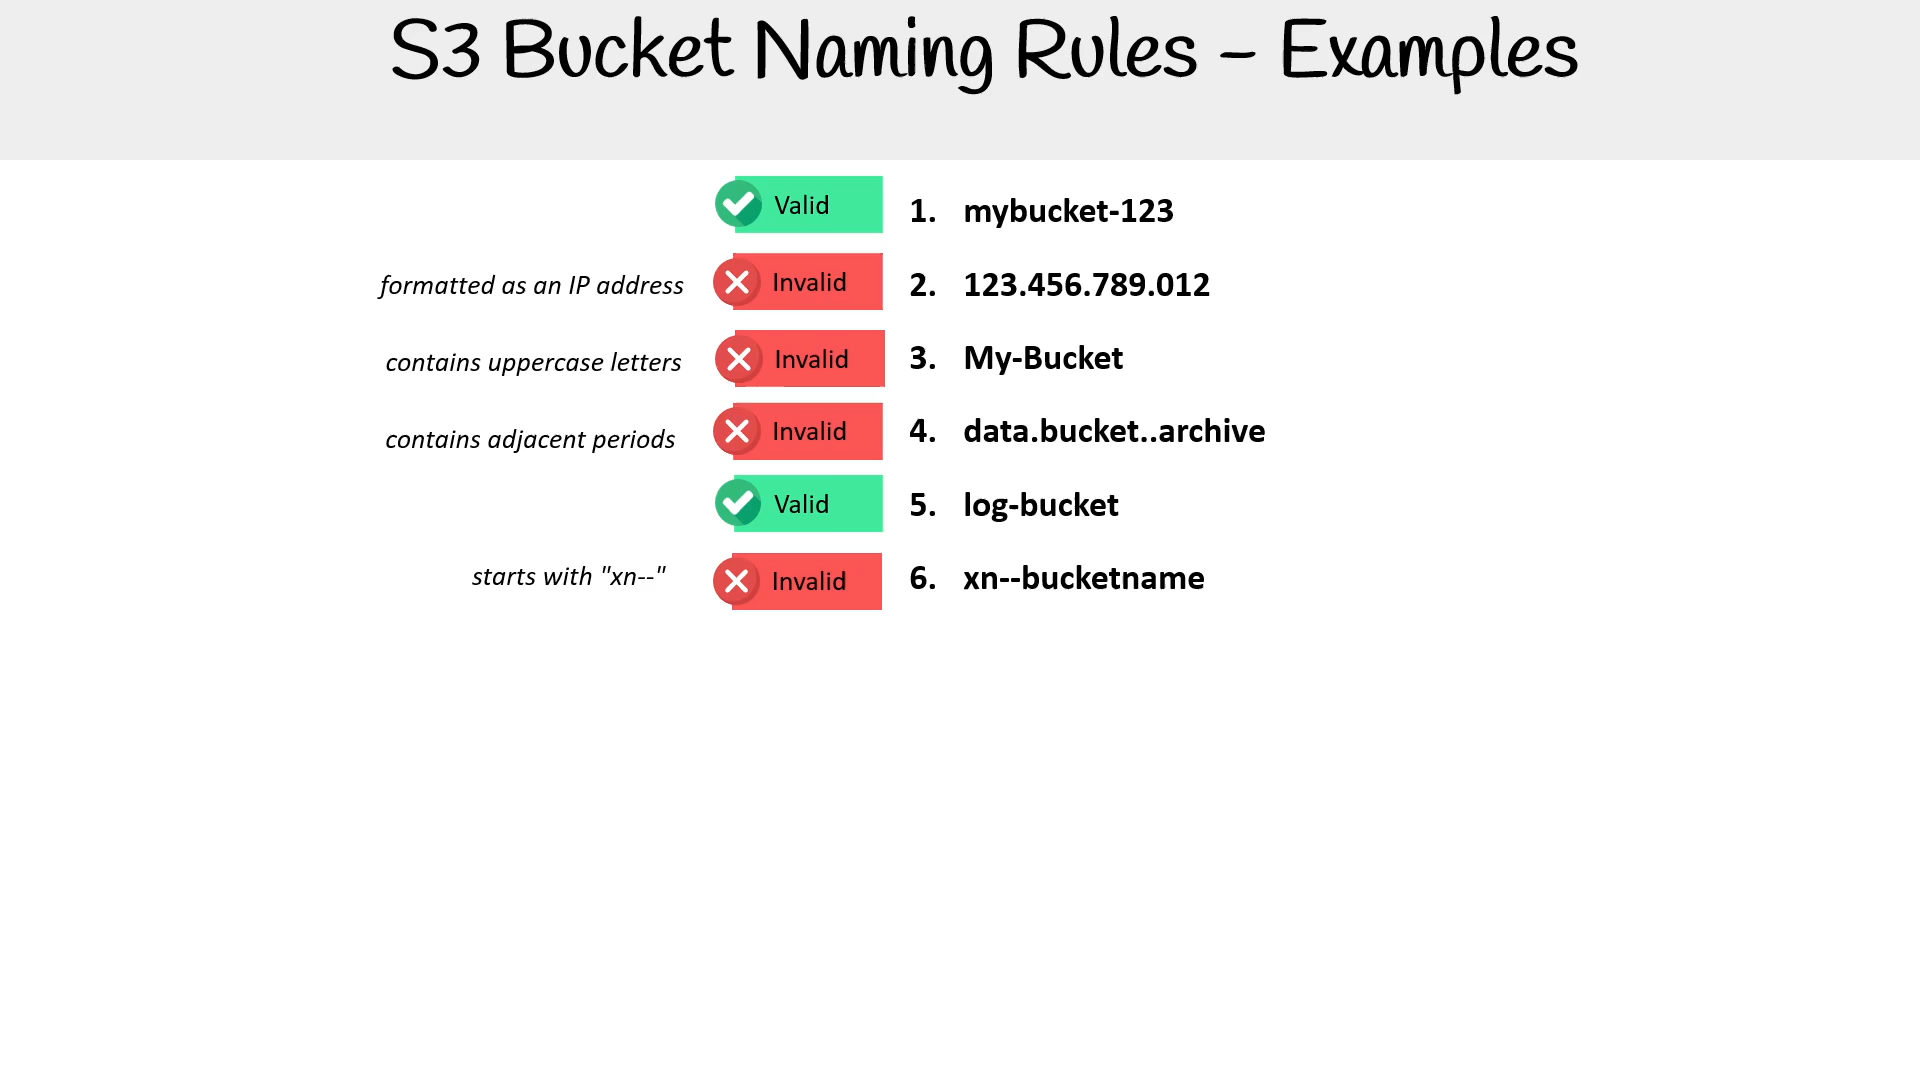 S3 Bucket Naming Rules – Examples
Valid 1. mybucket-123
formatted as an IP address Invalid 2. 123.456.789.012
contains uppercase letters Invalid 3. My-Bucket
contains adjacent periods Invalid 4. data.bucket..archive
Valid 5. log-bucket
starts with "xn--" Invalid 6. xn--bucketname